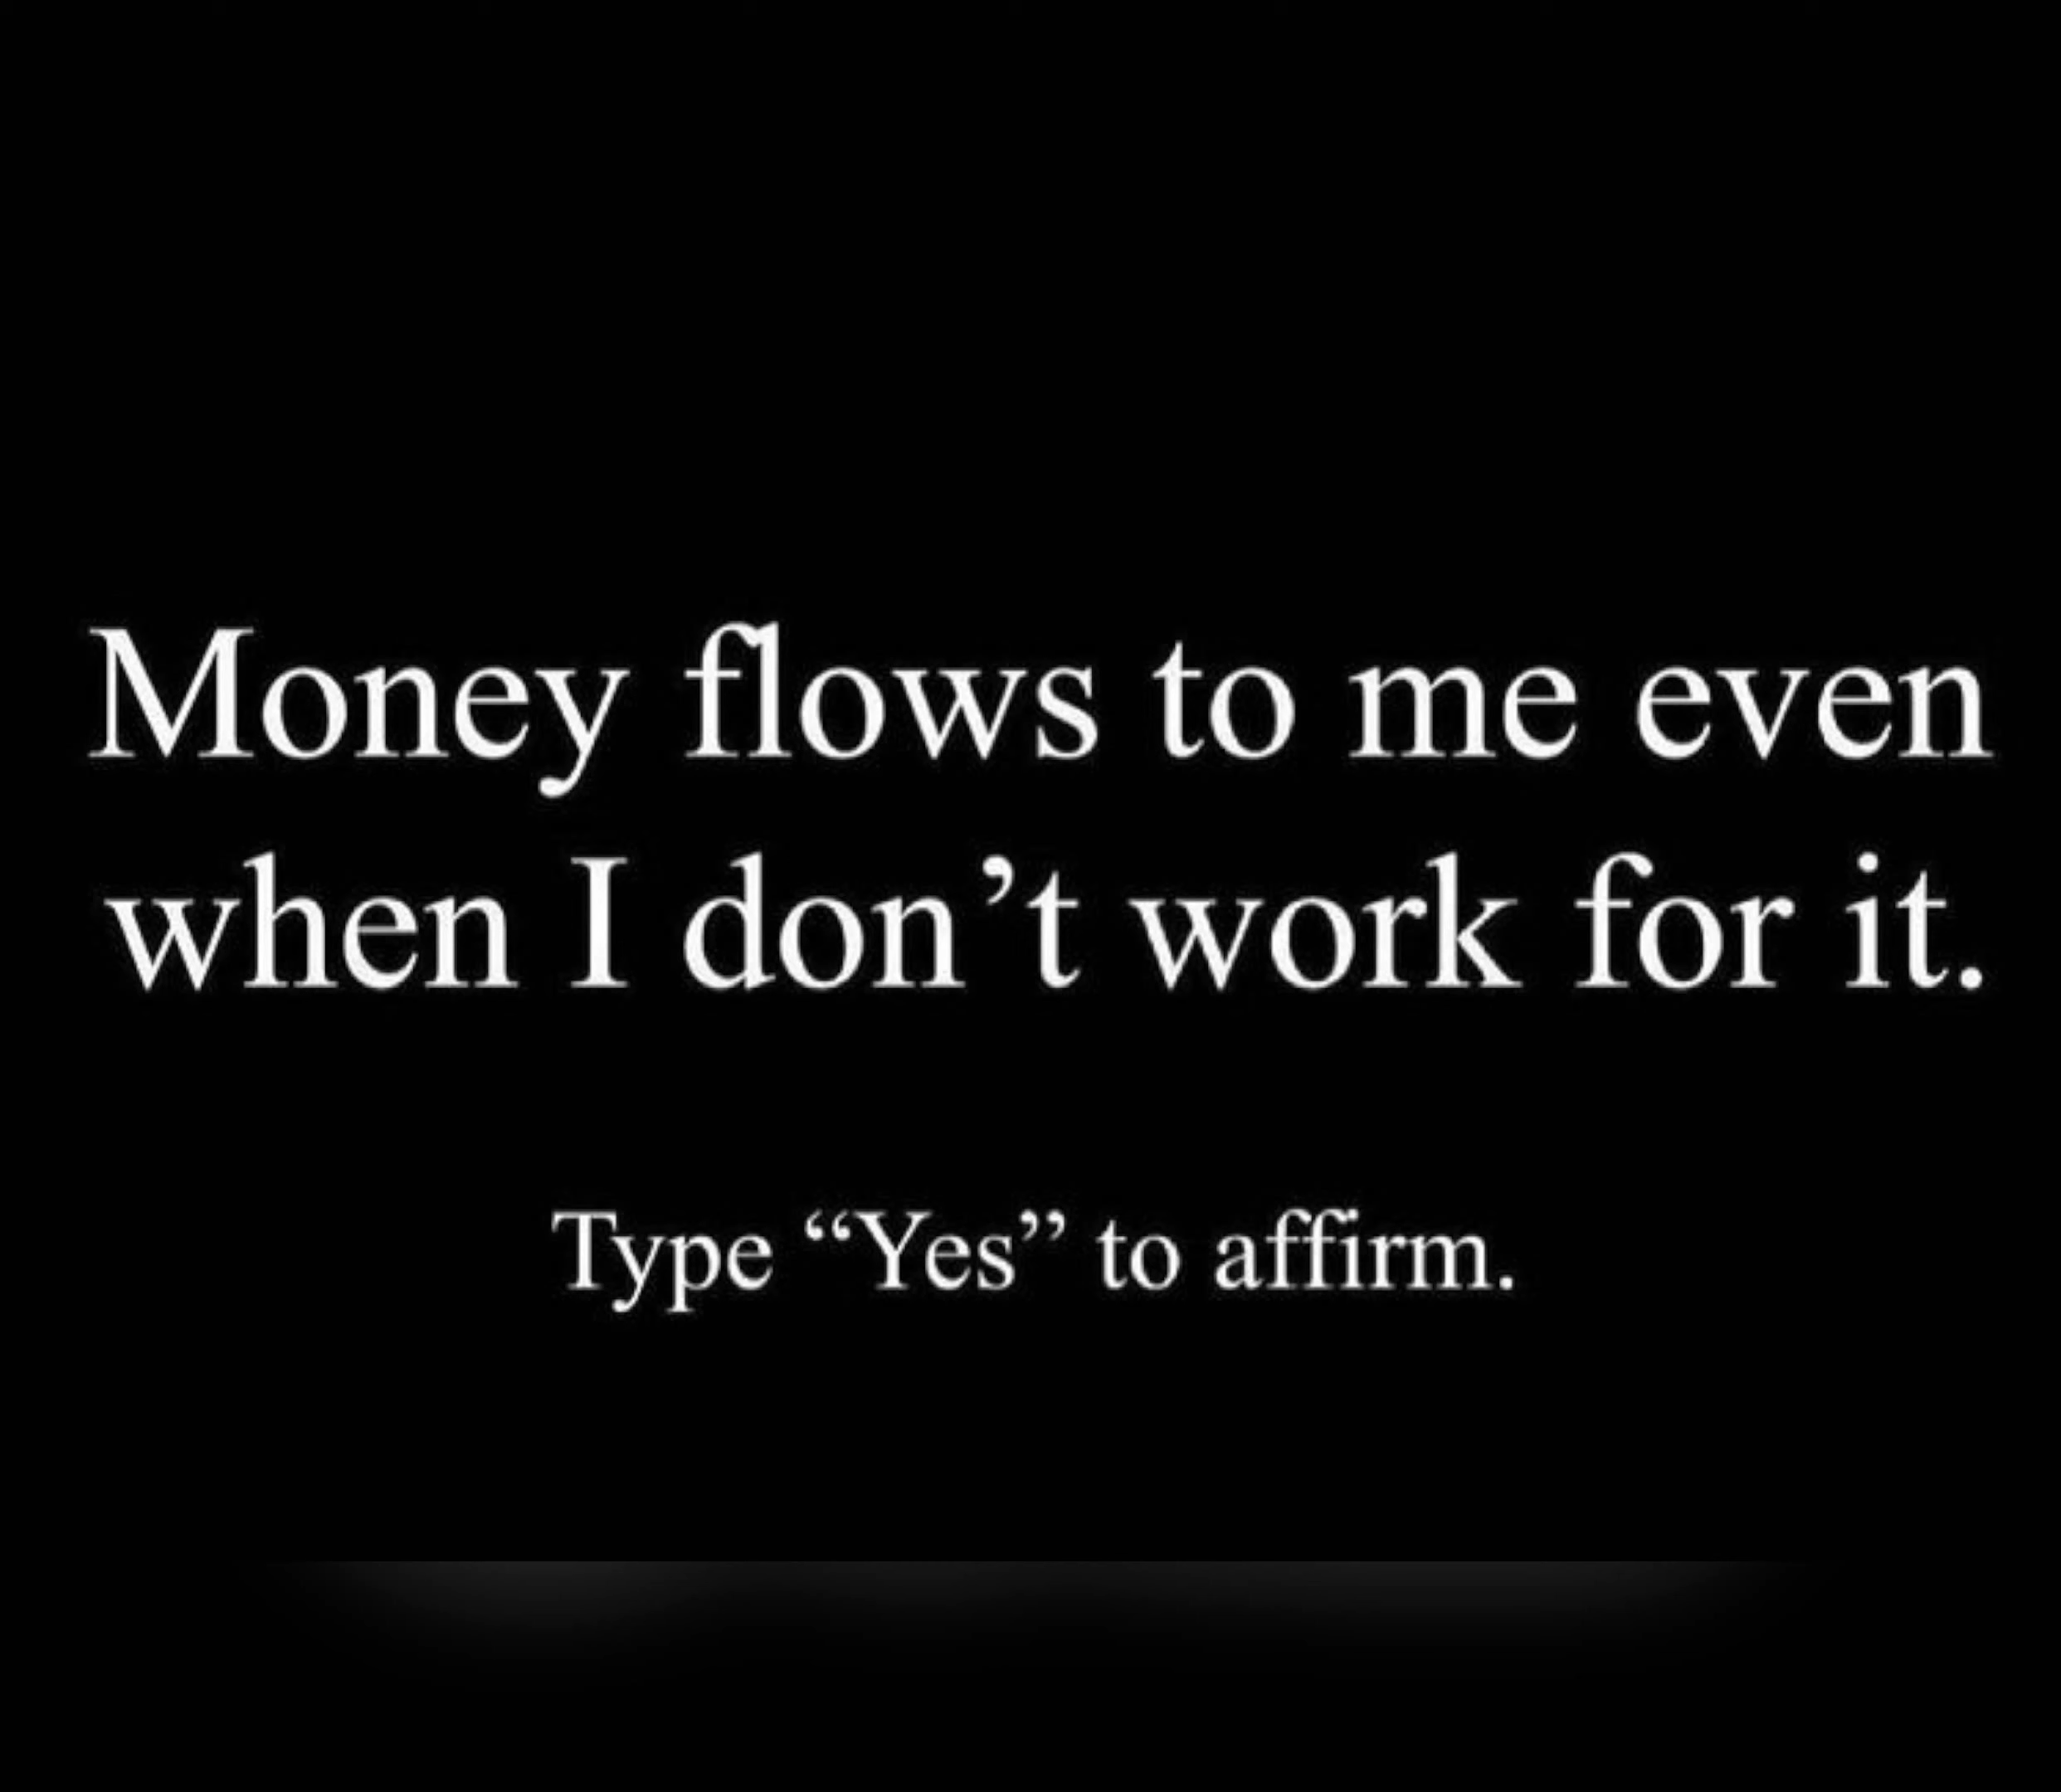 Money flows to me even
when I don’t work for it.
Type “Yes” to affirm.